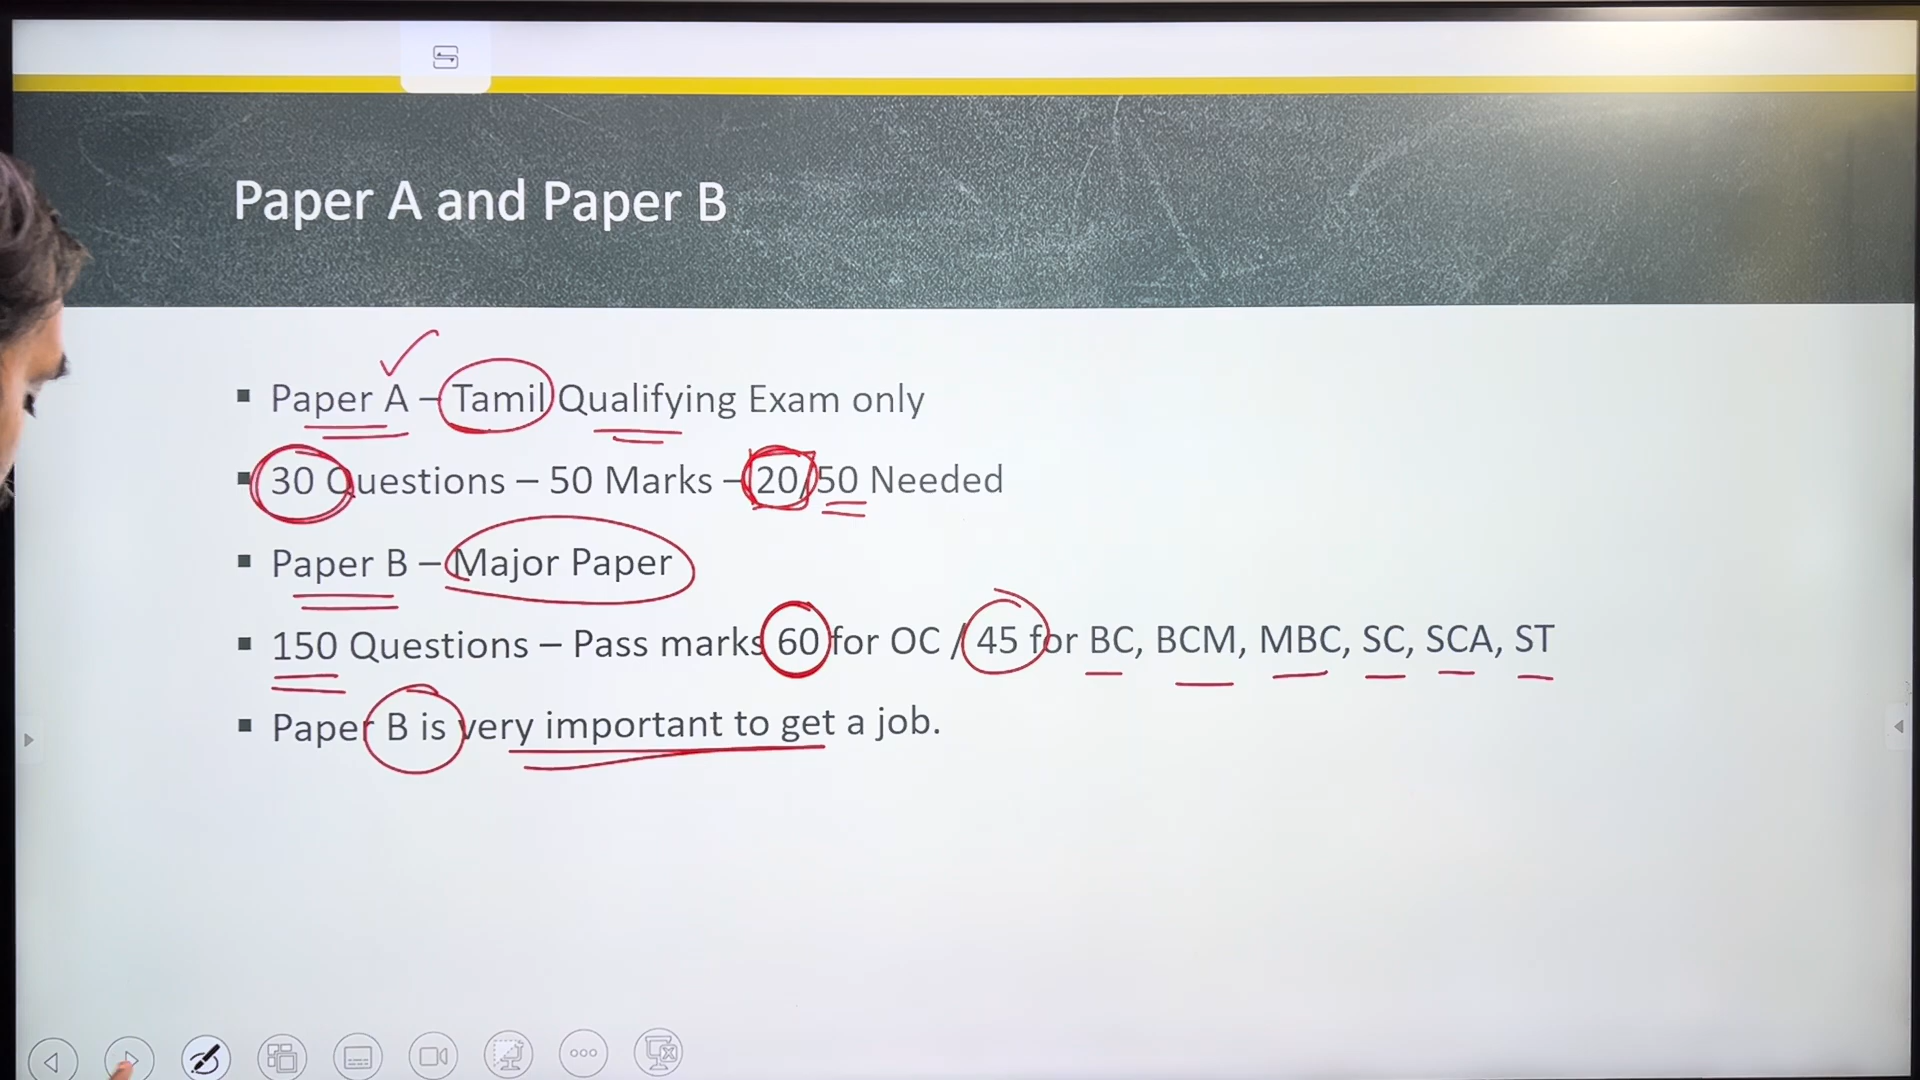 Paper A and Paper B
▪ Paper A – Tamil Qualifying Exam only
▪ 30 Questions – 50 Marks – 20/50 Needed
▪ Paper B – Major Paper
▪ 150 Questions – Pass marks 60 for OC / 45 for BC, BCM, MBC, SC, SCA, ST
▪ Paper B is very important to get a job.